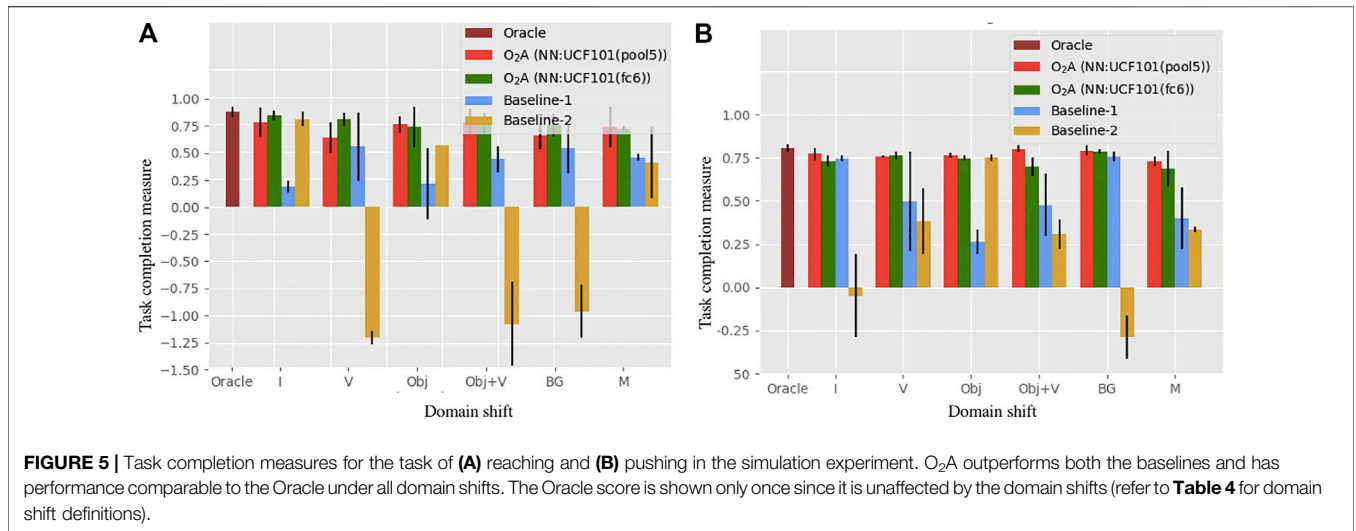 A
Oracle
O2A (NN:UCF101(pool5))
O2A (NN:UCF101(fc6))
Baseline-1
Baseline-2
Task completion measure
1.00
0.75
0.50
0.25
0.00
−0.25
−0.50
−0.75
−1.00
−1.25
−1.50
Oracle I V Obj Obj+V BG M
Domain shift
B
Oracle
O2A (NN:UCF101(pool5))
O2A (NN:UCF101(fc6))
Baseline-1
Baseline-2
Task completion measure
1.00
0.75
0.50
0.25
0.00
-0.25
50
Oracle I V Obj Obj+V BG M
Domain shift
FIGURE 5 | Task completion measures for the task of (A) reaching and (B) pushing in the simulation experiment. O2A outperforms both the baselines and has
performance comparable to the Oracle under all domain shifts. The Oracle score is shown only once since it is unaffected by the domain shifts (refer to Table 4 for domain
shift definitions).